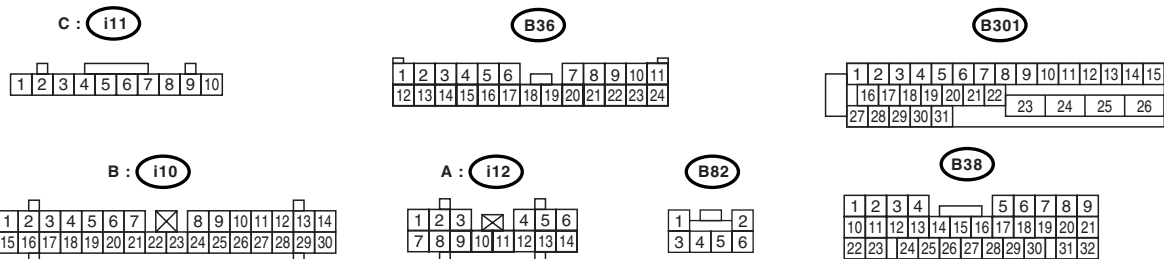 C : i11
1 2 3 4 5 6 7 8 9 10
B36
1 2 3 4 5 6 7 8 9 10 11
12 13 14 15 16 17 18 19 20 21 22 23 24
B301
1 2 3 4 5 6 7 8 9 10 11 12 13 14 15
16 17 18 19 20 21 22
23 24 25 26
27 28 29 30 31
B : i10
1 2 3 4 5 6 7 8 9 10 11 12 13 14
15 16 17 18 19 20 21 22 23 24 25 26 27 28 29 30
A : i12
1 2 3 4 5 6
7 8 9 10 11 12 13 14
B82
1 2
3 4 5 6
B38
1 2 3 4 5 6 7 8 9
10 11 12 13 14 15 16 17 18 19 20 21
22 23 24 25 26 27 28 29 30 31 32